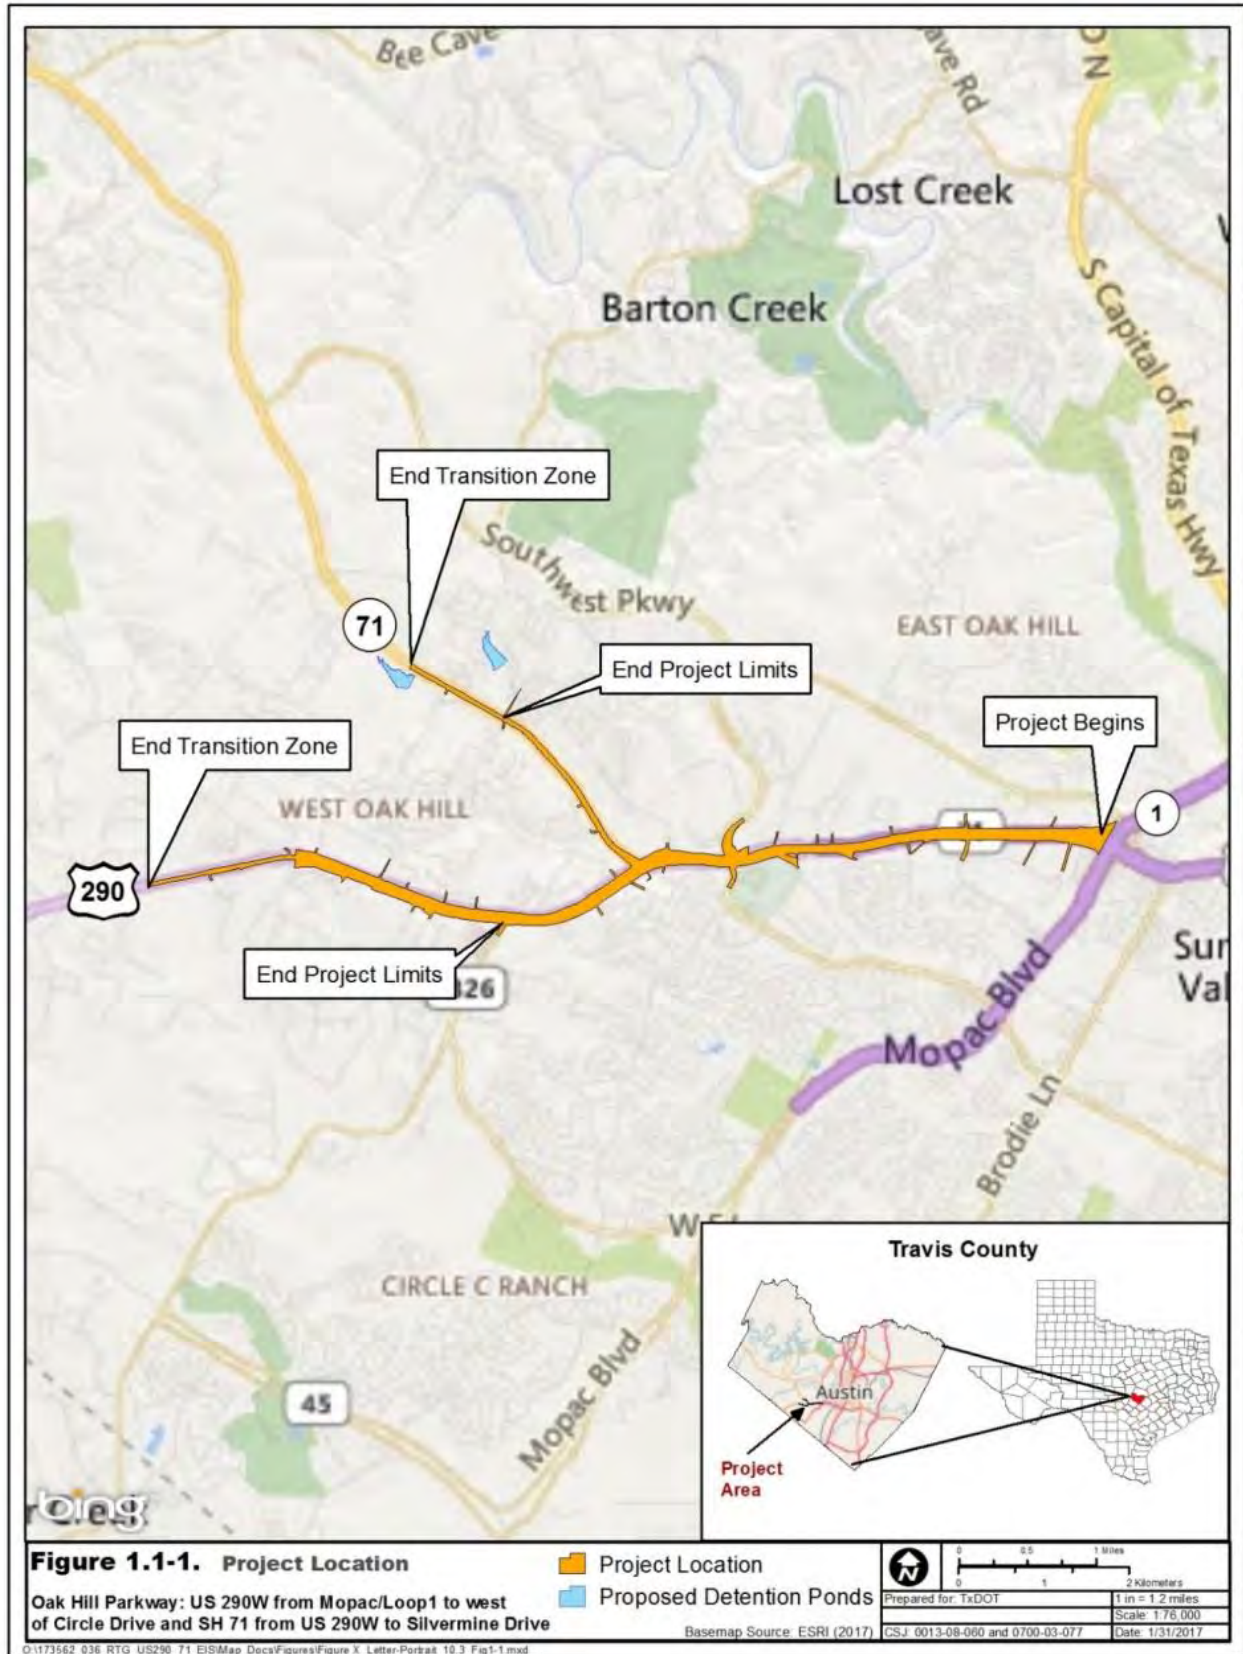 Bee Cave
Lost Creek
Barton Creek
S Capital of Texas Hwy
End Transition Zone
Southwest Pkwy
EAST OAK HILL
71
End Project Limits
Project Begins
End Transition Zone
WEST OAK HILL
1
290
End Project Limits
Mopac Blvd
Brodie Ln
CIRCLE C RANCH
45
Mopac Blvd
bing
Travis County
Austin
Project
Area
Figure 1.1-1. Project Location
Oak Hill Parkway: US 290W from Mopac/Loop1 to west
of Circle Drive and SH 71 from US 290W to Silvermine Drive
Project Location
Proposed Detention Ponds
Basemap Source: ESRI (2017)
N
0 0.5 1 Miles
0 1 2 Kilometers
Prepared for: TxDOT
1 in = 1.2 miles
Scale: 1:76,000
CSJ: 0013-08-060 and 0700-03-077
Date: 1/31/2017